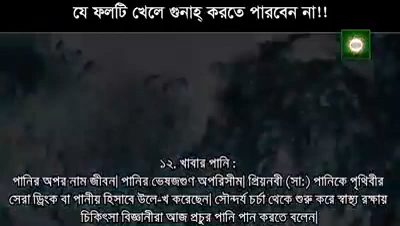 যে ফলটি খেলে গুনাহ্ করতে পারবেন না!!
১২. খাবার পানি :
পানির অপর নাম জীবন| পানির ভেষজগুণ অপরিসীম| প্রিয়নবী (সা:) পানিকে পৃথিবীর
সেরা ড্রিংক বা পানীয় হিসাবে উলে-খ করেছেন| সৌন্দর্য চর্চা থেকে শুরু করে স্বাস্থ্য রক্ষায়
চিকিৎসা বিজ্ঞানীরা আজ প্রচুর পানি পান করতে বলেন|